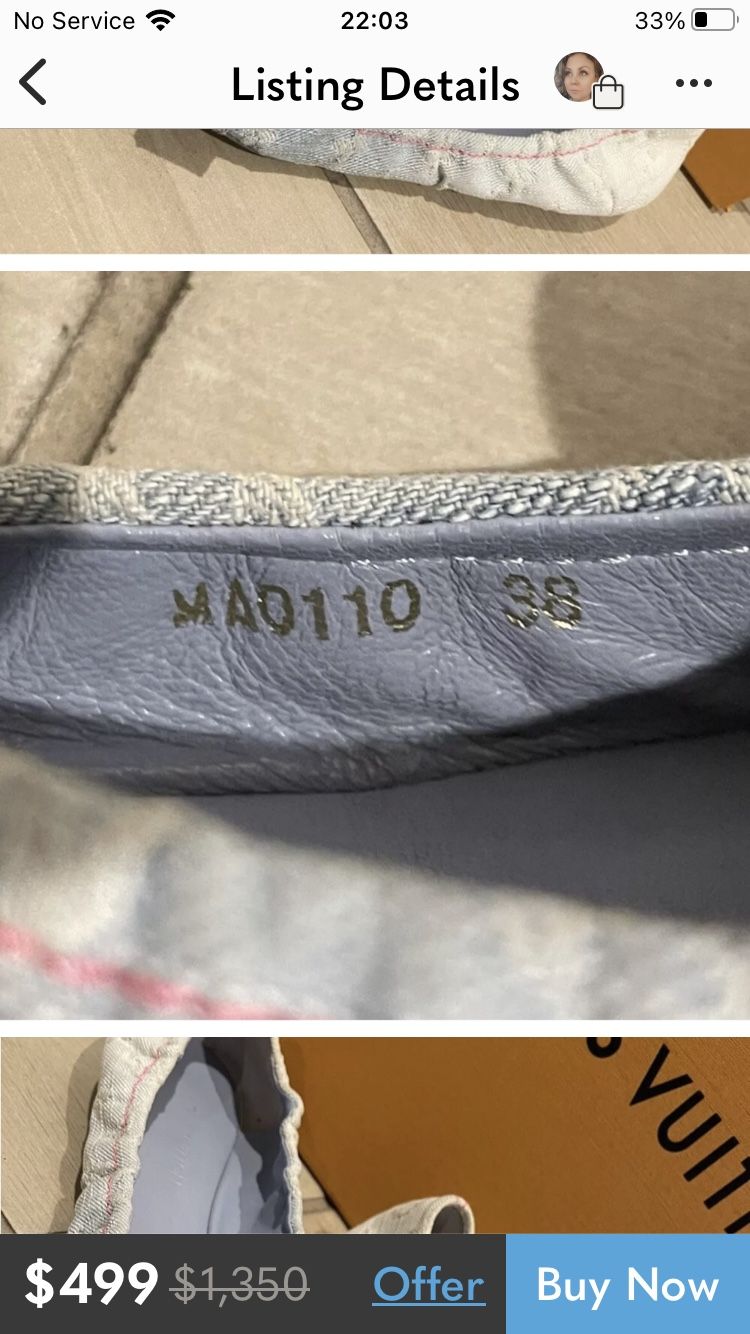 No Service 22:03 33%
Listing Details
MA0110 38
VUIT
$499 $1,350 Offer Buy Now